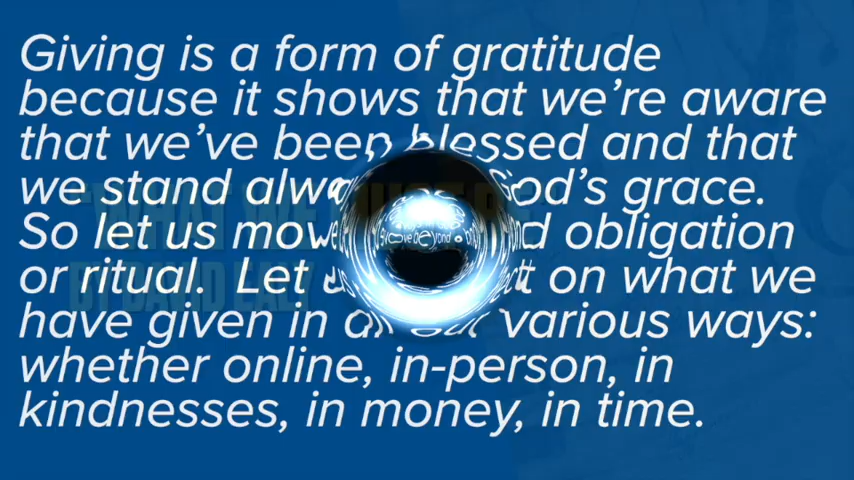 Giving is a form of gratitude
because it shows that we're aware
that we've been blessed and that
we stand God's grace.
So let us obligation
or ritual. Let on what we
have given in various ways:
whether online, in-person, in
kindnesses, in money, in time.